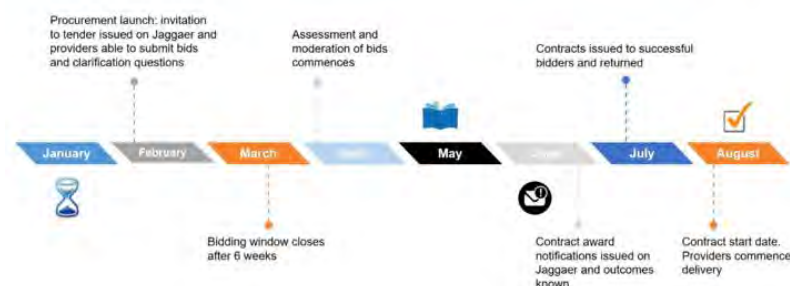 Procurement launch: invitation
to tender issued on Jaggaer and
providers able to submit bids
and clarification questions
Assessment and
moderation of bids
commences
Contracts issued to successful
bidders and returned
January
February
March
May
June
July
August
Bidding window closes
after 6 weeks
Contract award
notifications issued on
Jaggaer and outcomes
known
Contract start date.
Providers commence
delivery